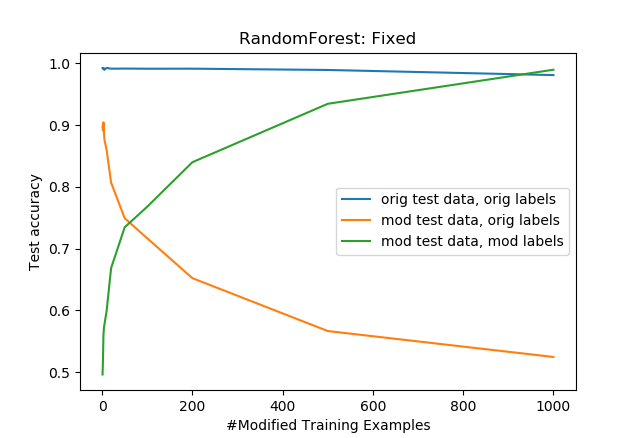 RandomForest: Fixed
1.0
0.9
0.8
0.7
0.6
0.5
Test accuracy
orig test data, orig labels
mod test data, orig labels
mod test data, mod labels
0 200 400 600 800 1000
#Modified Training Examples